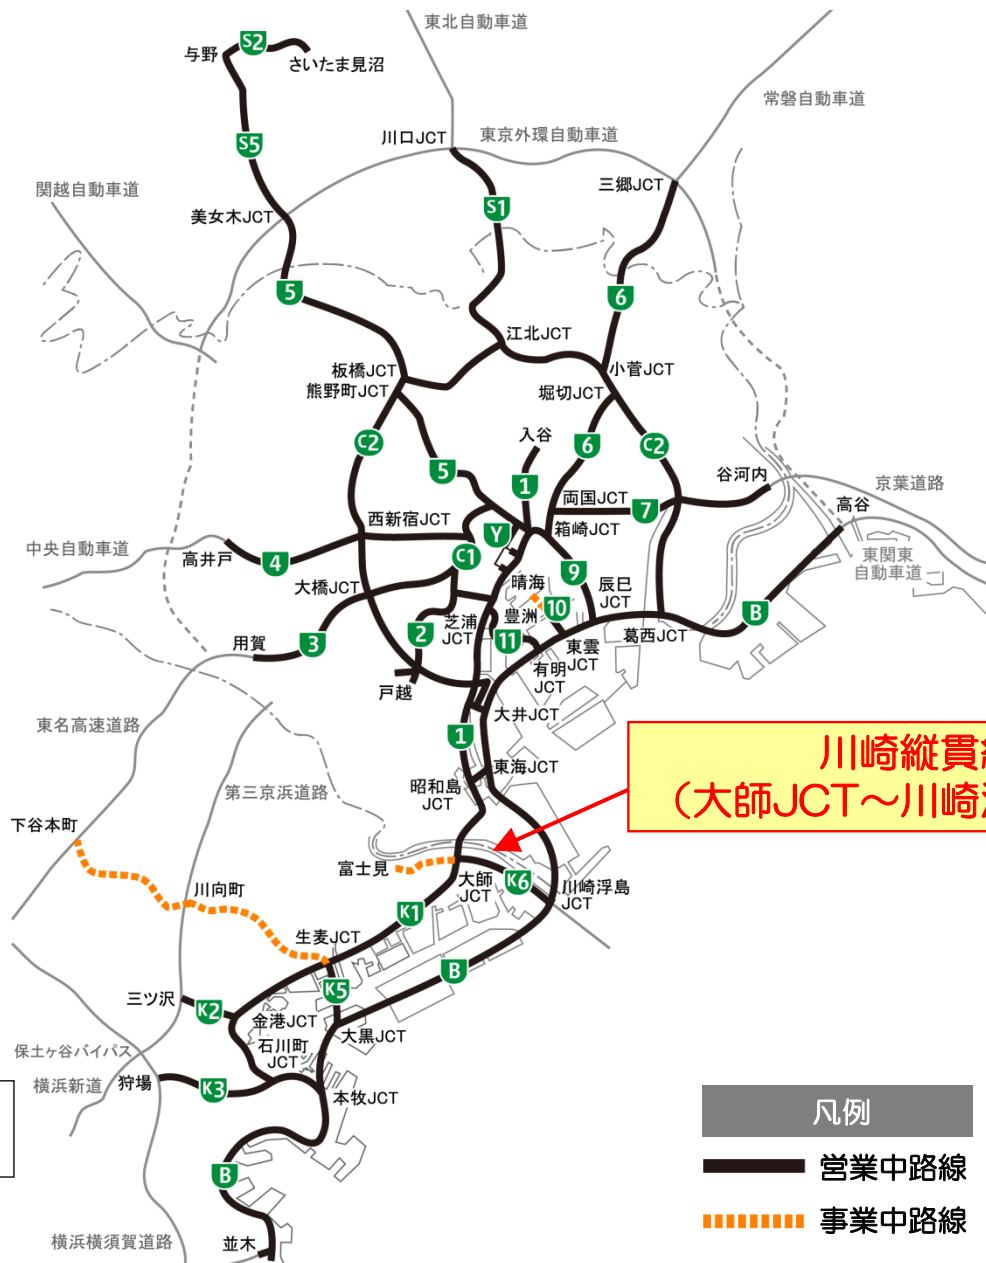 東北自動車道
S2
与野
さいたま見沼
常磐自動車道
川口JCT
東京外環自動車道
S5
三郷JCT
関越自動車道
S1
美女木JCT
5
6
江北JCT
板橋JCT
小菅JCT
熊野町JCT
堀切JCT
入谷
C2
6
C2
5
谷河内
1
京葉道路
両国JCT
7
高谷
西新宿JCT
箱崎JCT
Y
中央自動車道
高井戸
4
C1
東関東
自動車道
9
大橋JCT
晴海
辰巳
JCT
10
豊洲
B
芝浦
JCT
2
用賀
3
11
東雲
JCT
葛西JCT
有明
JCT
戸越
東名高速道路
大井JCT
1
川崎縦貫
東海JCT
昭和島
JCT
(大師JCT〜川崎
第三京浜道路
下谷本町
富士見
大師
JCT
K6
川崎浮島
JCT
川向町
K1
生麦JCT
B
K5
三ツ沢
K2
金港JCT
大黒JCT
石川町
JCT
保土ヶ谷バイパス
横浜新道
狩場
K3
本牧JCT
凡例
営業中路線
B
事業中路線
横浜横須賀道路
並木